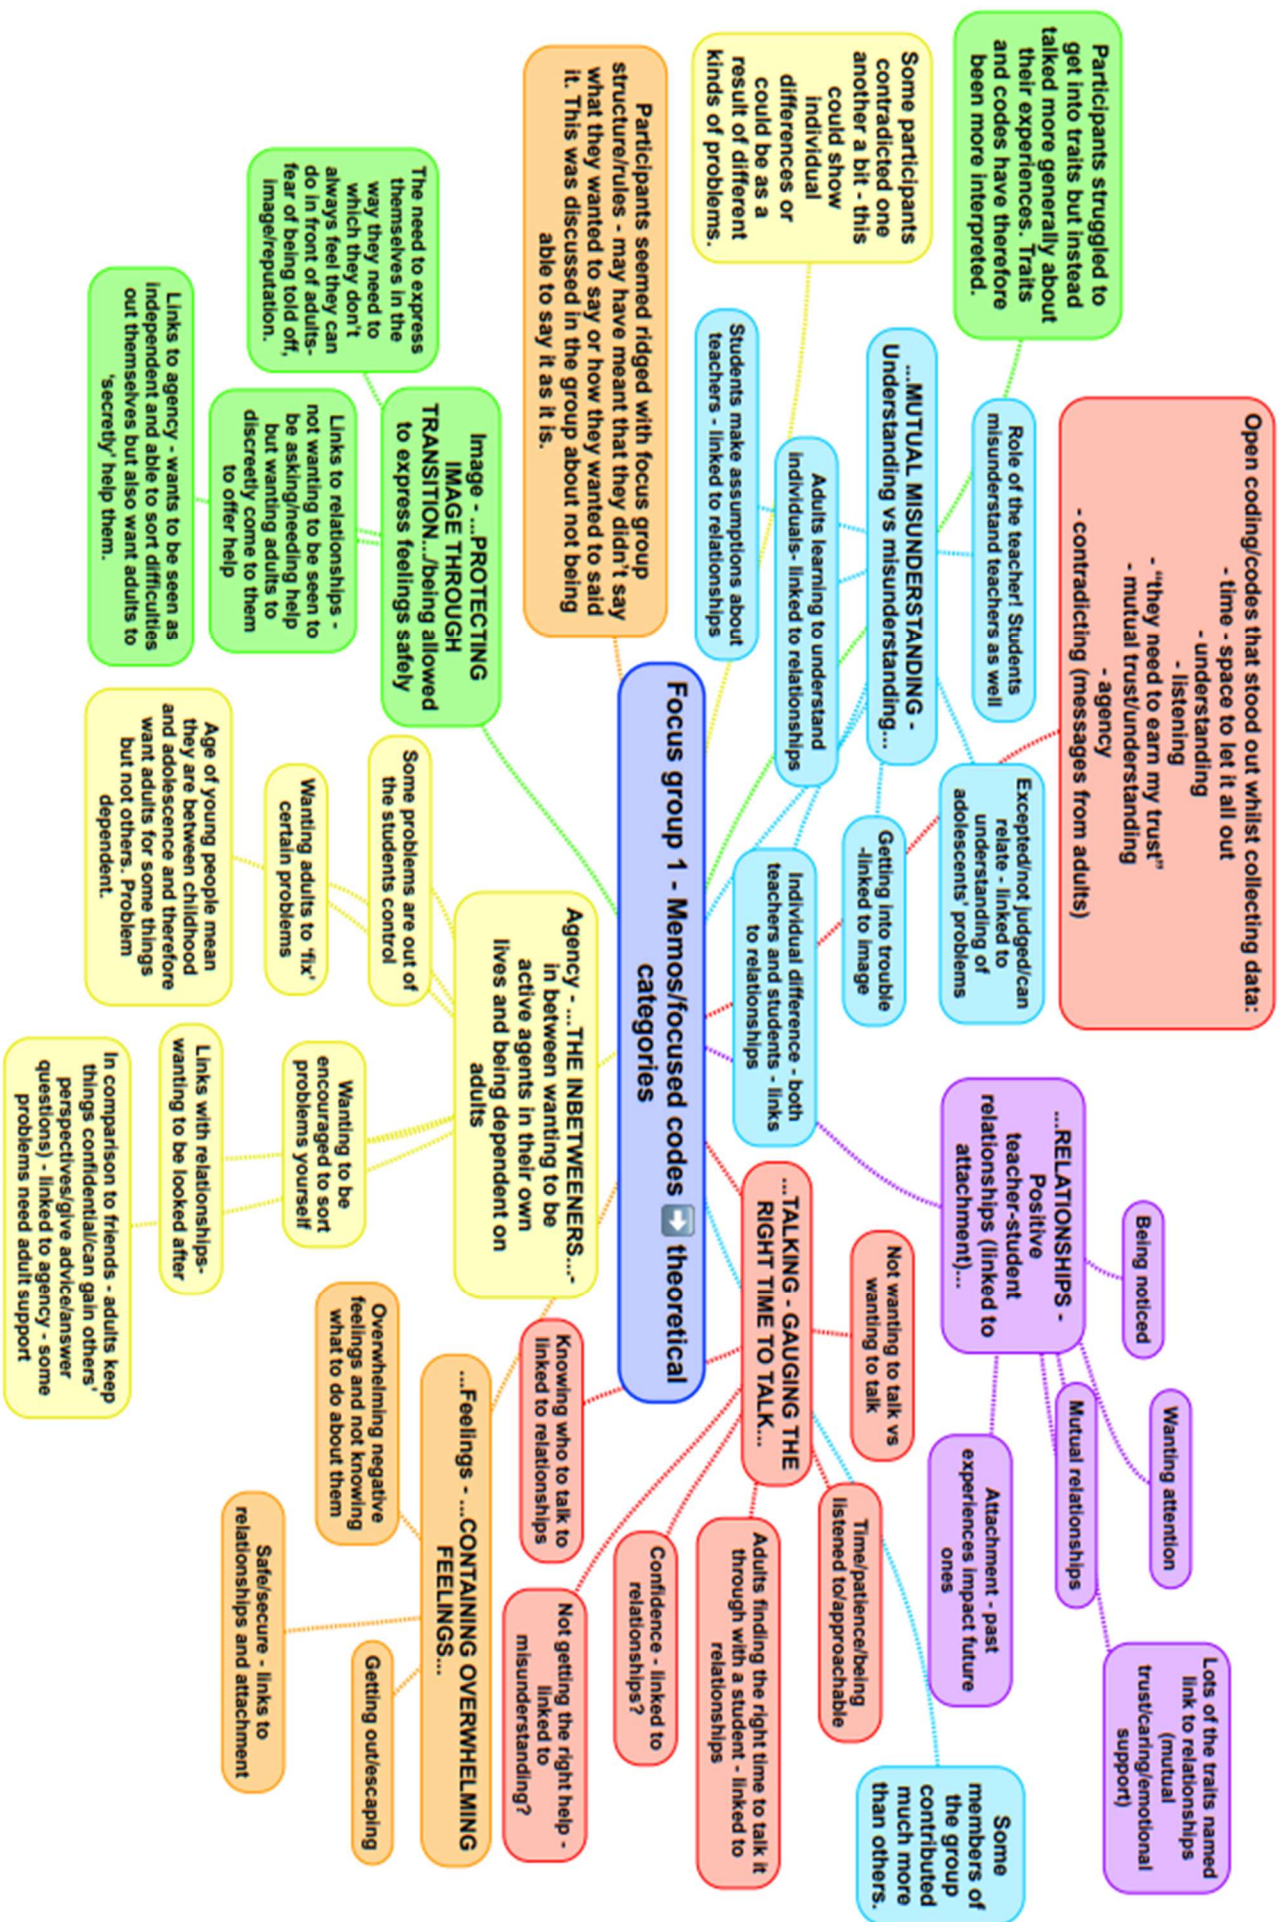 Participants struggled to
get into traits but instead
talked more generally about
their experiences. Traits
and codes have therefore
been more interpreted.
Open coding/codes that stood out whilst collecting data:
- time - space to let it all out
- understanding
- listening
- "they need to earn my trust"
- mutual trust/understanding
- agency
- contradicting (messages from adults)
Some participants
contradicted one
another a bit - this
could show
individual
differences or
could be as a
result of different
kinds of problems.
Participants seemed ridged with focus group
structure/rules - may have meant that they didn't say
what they wanted to say or how they wanted to said
it. This was discussed in the group about not being
able to say it as it is.
Role of the teacher! Students
misunderstand teachers as well
...MUTUAL MISUNDERSTANDING -
Understanding vs misunderstanding...
Excepted/not judged/can
relate - linked to
understanding of
adolescents' problems
Getting into trouble
-linked to image
Adults learning to understand
individuals- linked to relationships
Students make assumptions about
teachers - linked to relationships
Individual difference - both
teachers and students - links
to relationships
...RELATIONSHIPS -
Positive
teacher-student
relationships (linked to
attachment)...
Being noticed
Wanting attention
Mutual relationships
Lots of the traits named
link to relationships
(mutual
trust/caring/emotional
support)
Attachment - past
experiences impact future
ones
Some
members of
the group
contributed
much more
than others.
Focus group 1 - Memos/focused codes ➡ theoretical
categories
...TALKING - GAUGING THE
RIGHT TIME TO TALK...
Not wanting to talk vs
wanting to talk
Time/patience/being
listened to/approachable
Adults finding the right time to talk it
through with a student - linked to
relationships
Confidence - linked to
relationships?
Not getting the right help -
linked to
misunderstanding?
Knowing who to talk to
linked to relationships
Image - ...PROTECTING
IMAGE THROUGH
TRANSITION.../being allowed
to express feelings safely
The need to express
themselves in the
way they need to
which they don't
always feel they can
do in front of adults-
fear of being told off,
image/reputation.
Links to relationships -
not wanting to be seen to
be asking/needing help
but wanting adults to
discreetly come to them
to offer help
Links to agency - wants to be seen as
independent and able to sort difficulties
out themselves but also want adults to
'secretly' help them.
Agency - ...THE INBETWEENERS...-
in between wanting to be
active agents in their own
lives and being dependent on
adults
Some problems are out of
the students control
Wanting adults to 'fix'
certain problems
Age of young people mean
they are between childhood
and adolescence and therefore
want adults for some things
but not others. Problem
dependent.
Wanting to be
encouraged to sort
problems yourself
Links with relationships-
wanting to be looked after
In comparison to friends - adults keep
things confidential/can gain others'
perspectives/give advice/answer
questions) - linked to agency - some
problems need adult support
...Feelings - ...CONTAINING OVERWHELMING
FEELINGS...
Overwhelming negative
feelings and not knowing
what to do about them
Getting out/escaping
Safe/secure - links to
relationships and attachment